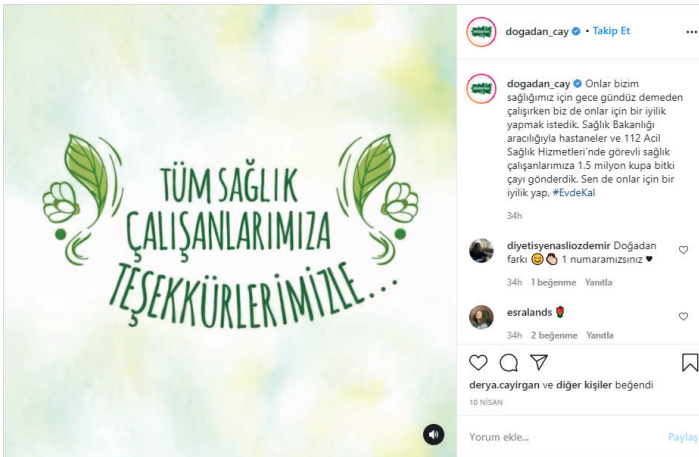 TÜM SAĞLIK
ÇALIŞANLARIMIZA
TEŞEKKÜRLERİMİZLE...
dogadan_cay • Takip Et
dogadan_cay Onlar bizim
sağlığımız için gece gündüz demeden
çalışırken biz de onlar için bir iyilik
yapmak istedik. Sağlık Bakanlığı
aracılığıyla hastaneler ve 112 Acil
Sağlık Hizmetleri'nde görevli sağlık
çalışanlarımıza 1.5 milyon kupa bitki
çayı gönderdik. Sen de onlar için bir
iyilik yap, #EvdeKal
34h
diyetisyenasliozdemir Doğadan
farkı 😊👏 1 numaramızsınız ♥
34h 1 beğenme Yanıtla
esralands 🌹
34h 2 beğenme Yanıtla
derya.cayirgan ve diğer kişiler beğendi
10 NİSAN
Yorum ekle... Paylaş